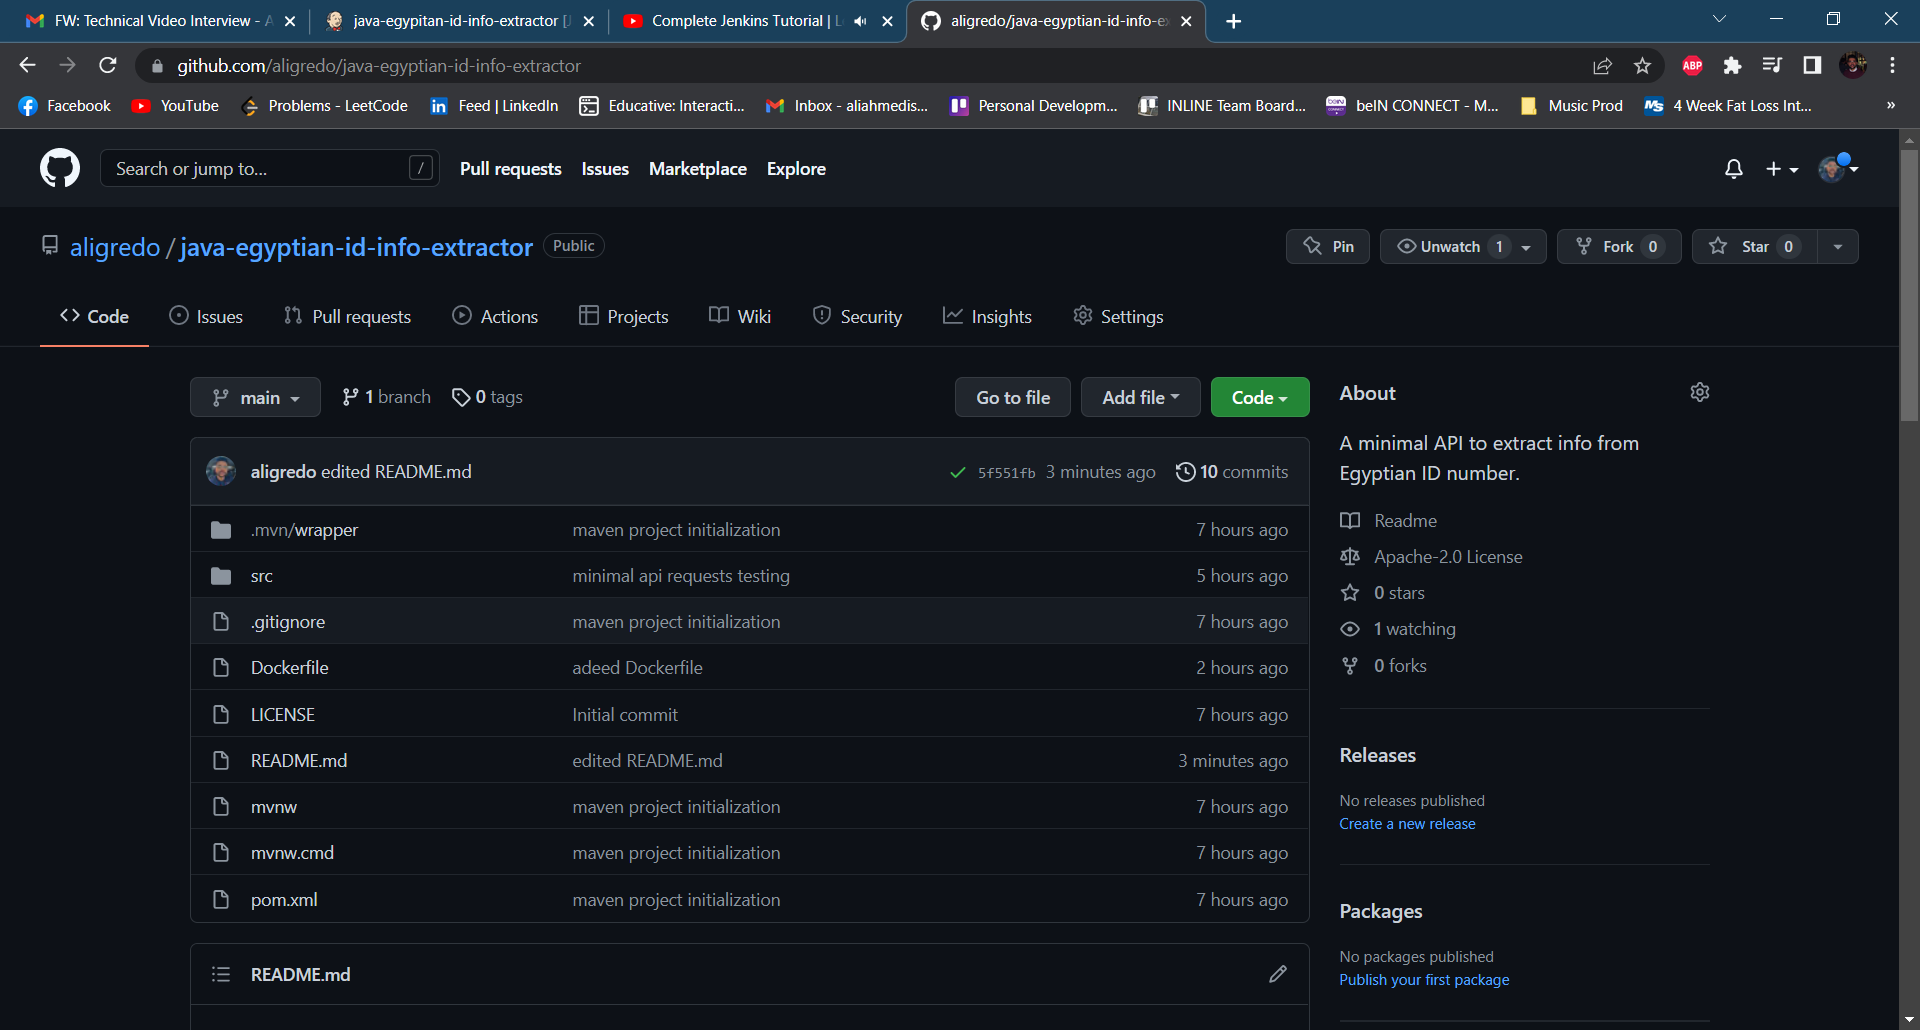 FW: Technical Video Interview - A
java-egypitan-id-info-extractor [J
Complete Jenkins Tutorial | L
aligredo/java-egyptian-id-info-e
github.com/aligredo/java-egyptian-id-info-extractor
ABP
Facebook
YouTube
Problems - LeetCode
Feed | LinkedIn
Educative: Interacti...
Inbox - aliahmedis...
Personal Developm...
INLINE Team Board...
beIN CONNECT - M...
Music Prod
4 Week Fat Loss Int...
»
Search or jump to... /
Pull requests
Issues
Marketplace
Explore
aligredo / java-egyptian-id-info-extractor Public
Pin
Unwatch 1
Fork 0
Star 0
Code
Issues
Pull requests
Actions
Projects
Wiki
Security
Insights
Settings
main
1 branch
0 tags
Go to file
Add file
Code
aligredo edited README.md 5f551fb 3 minutes ago 10 commits
.mvn/wrapper maven project initialization 7 hours ago
src minimal api requests testing 5 hours ago
.gitignore maven project initialization 7 hours ago
Dockerfile adeed Dockerfile 2 hours ago
LICENSE Initial commit 7 hours ago
README.md edited README.md 3 minutes ago
mvnw maven project initialization 7 hours ago
mvnw.cmd maven project initialization 7 hours ago
pom.xml maven project initialization 7 hours ago
README.md
About
A minimal API to extract info from
Egyptian ID number.
Readme
Apache-2.0 License
0 stars
1 watching
0 forks
Releases
No releases published
Create a new release
Packages
No packages published
Publish your first package